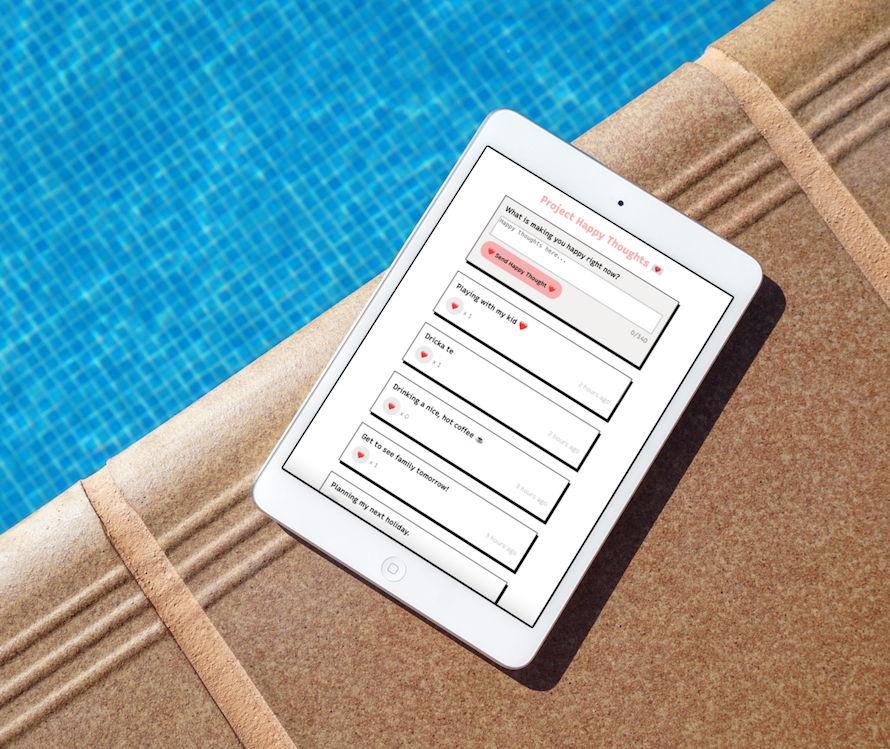 Project Happy Thoughts 💌
What is making you happy right now?
Happy thoughts here...
❤️ Send Happy Thought ❤️
0/140
Playing with my kid ❤️
❤️ x 1
2 hours ago
Dricka te
❤️ x 1
2 hours ago
Drinking a nice, hot coffee ☕
❤️ x 0
3 hours ago
Get to see family tomorrow!
❤️ x 1
3 hours ago
Planning my next holiday.